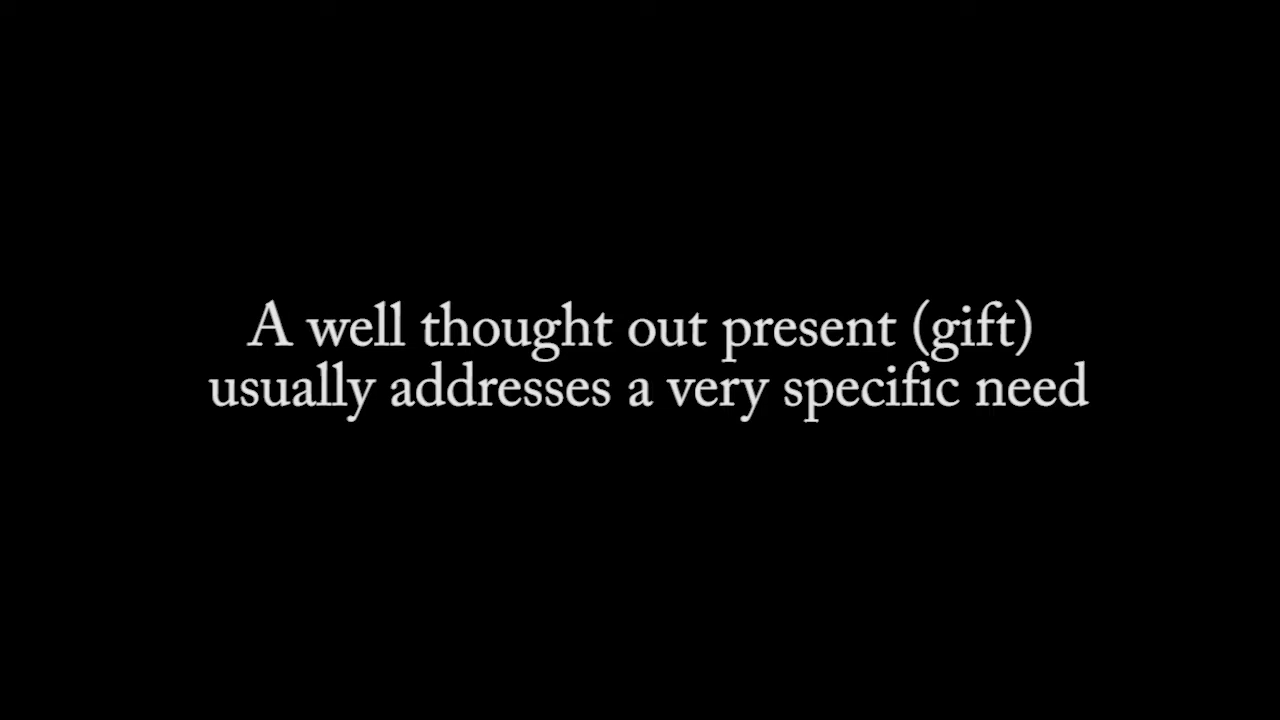 A well thought out present (gift)
usually addresses a very specific need